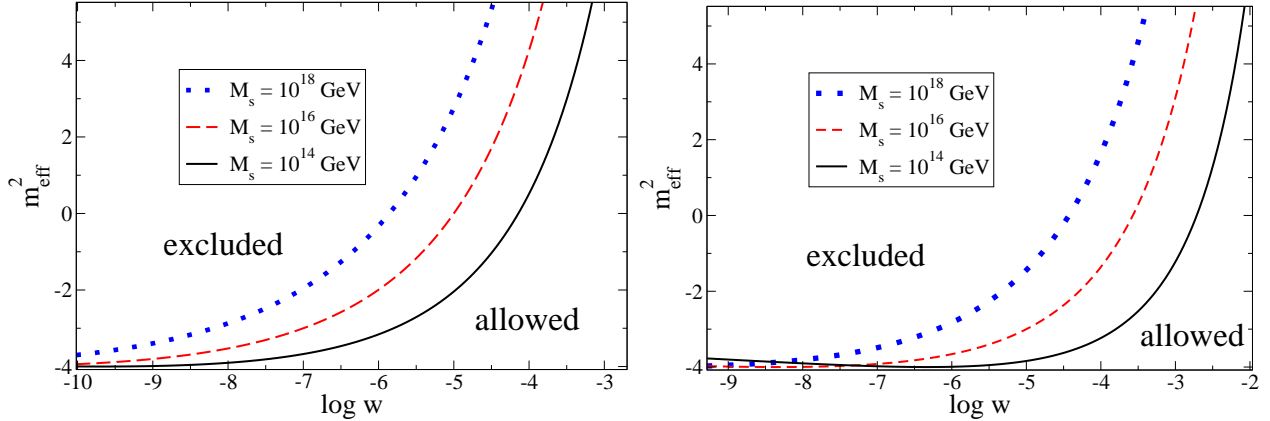 4
2
0
-2
-4
m²eff
M_s = 10^18 GeV
M_s = 10^16 GeV
M_s = 10^14 GeV
excluded
allowed
-10 -9 -8 -7 -6 -5 -4 -3
log w
4
2
0
-2
-4
m²eff
M_s = 10^18 GeV
M_s = 10^16 GeV
M_s = 10^14 GeV
excluded
allowed
-9 -8 -7 -6 -5 -4 -3 -2
log w